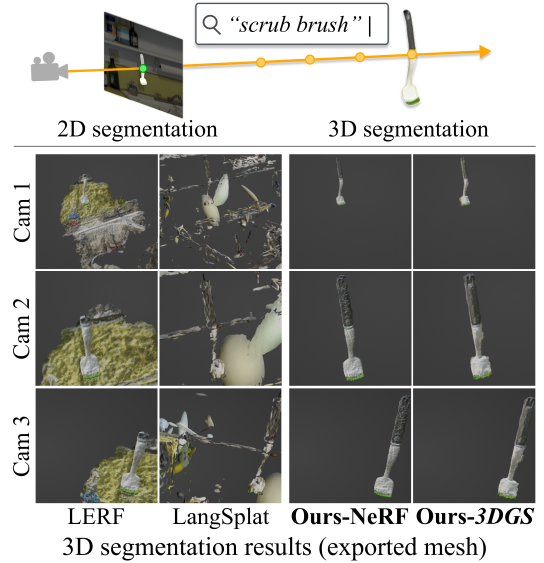 "scrub brush" |
2D segmentation
3D segmentation
Cam 1
Cam 2
Cam 3
LERF
LangSplat
Ours-NeRF
Ours-3DGS
3D segmentation results (exported mesh)